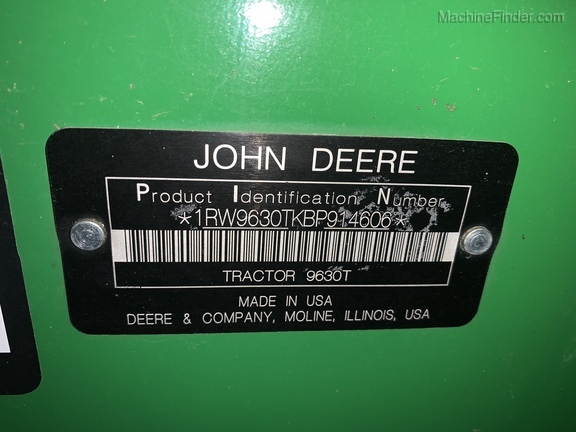 MachineFinder.com
JOHN DEERE
Product Identification Number
*1RW9630TKBP914606*
TRACTOR 9630T
MADE IN USA
DEERE & COMPANY, MOLINE, ILLINOIS, USA